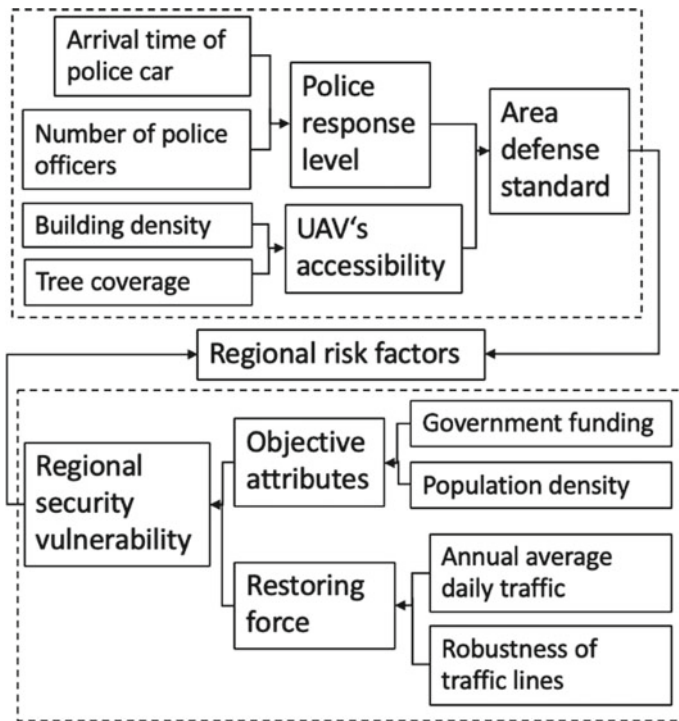 Arrival time of
police car
Number of police
officers
Police
response
level
Area
defense
standard
Building density
Tree coverage
UAV‘s
accessibility
Regional risk factors
Regional
security
vulnerability
Objective
attributes
Government funding
Population density
Restoring
force
Annual average
daily traffic
Robustness of
traffic lines